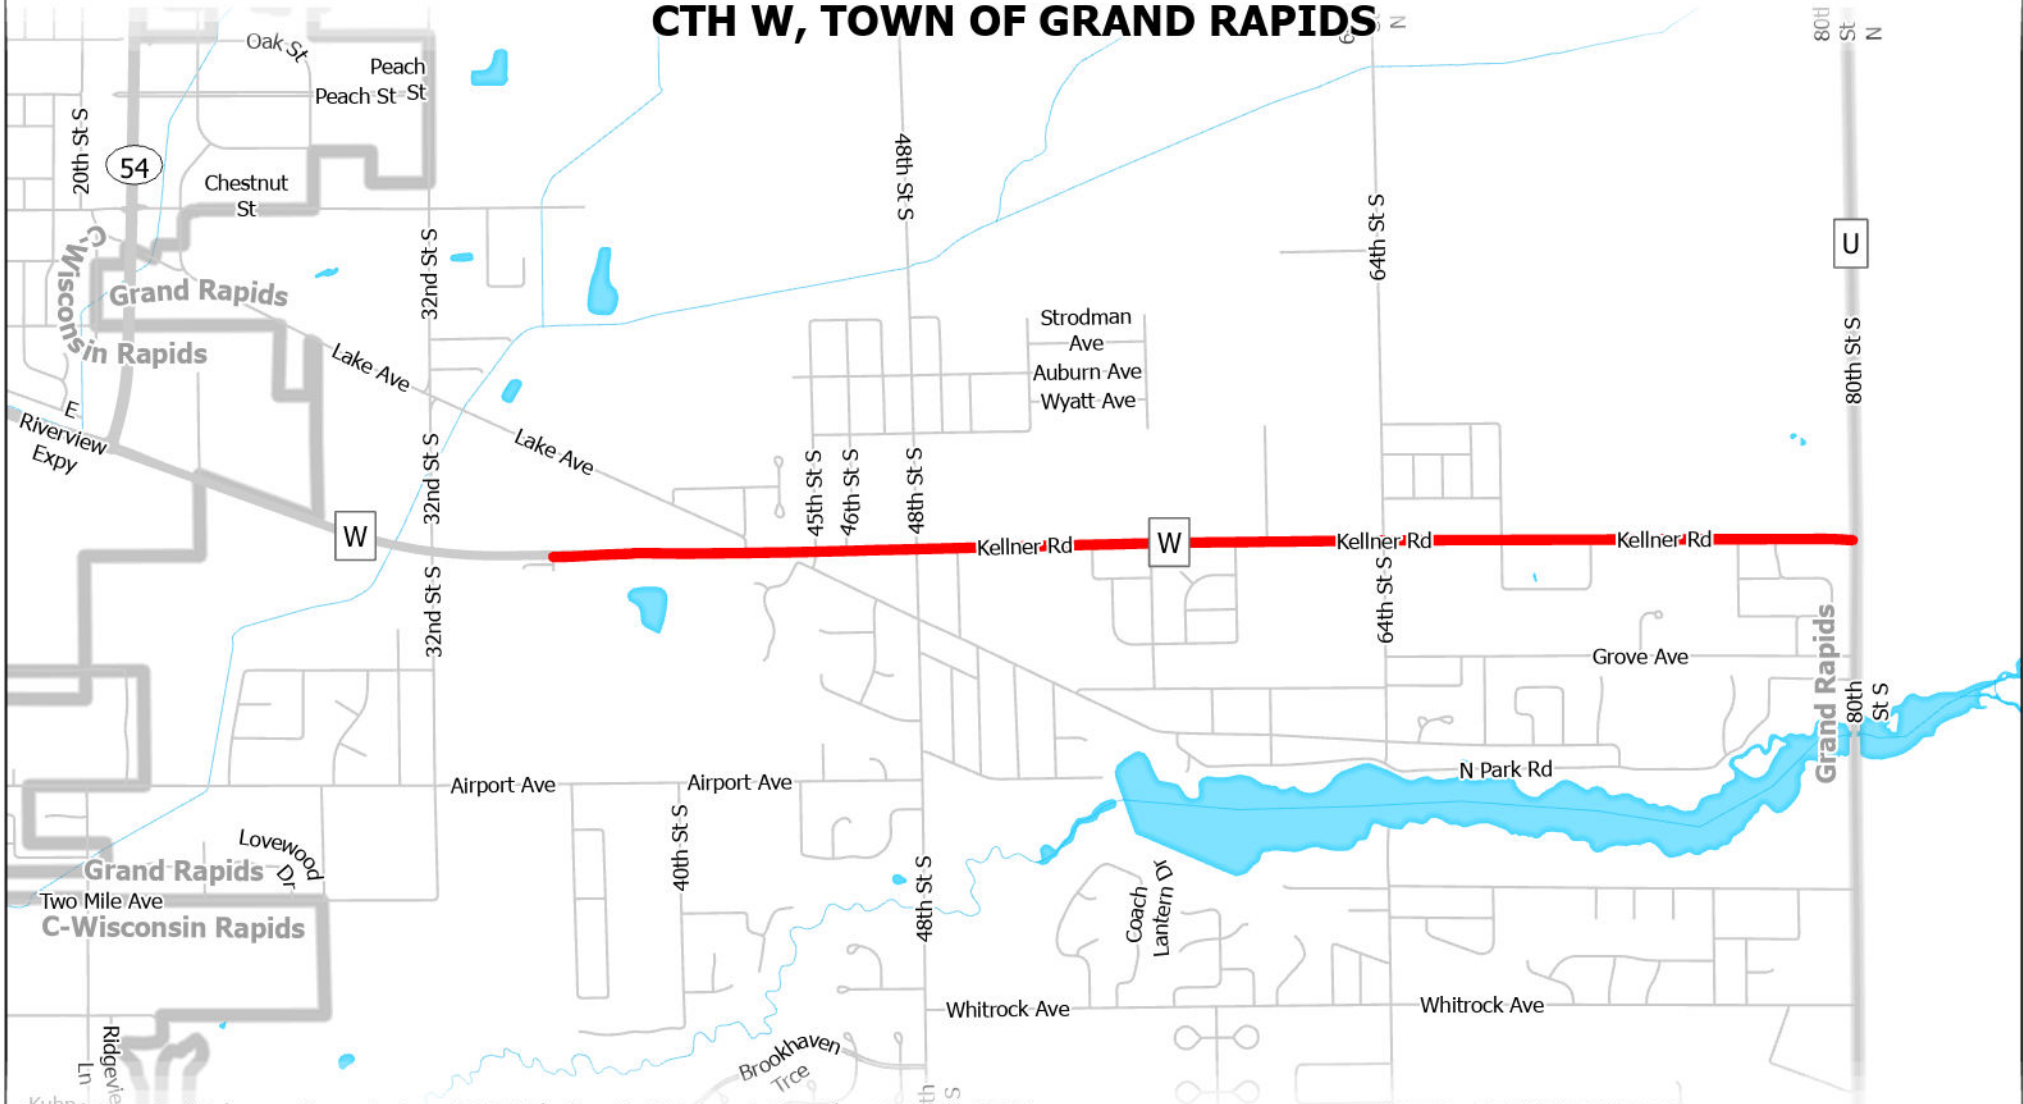 CTH W, TOWN OF GRAND RAPIDS
Oak St
Peach
St
Peach St
20th St S
54
Chestnut
St
48th St S
N
80th
St
N
64th St S
U
32nd St S
C-Wisconsin Rapids
Grand Rapids
Lake Ave
Strodman
Ave
Auburn Ave
Wyatt Ave
80th St S
E
Riverview
Expy
Lake Ave
32nd St S
45th St S
46th St S
48th St S
W
Kellner Rd
W
Kellner Rd
Kellner Rd
32nd St S
64th St S
Grove Ave
Grand Rapids
80th
St S
Airport Ave
Airport Ave
N Park Rd
40th St S
Lovewood
Dr
Grand Rapids
Two Mile Ave
C-Wisconsin Rapids
48th St S
Coach
Lantern Dr
Whitrock Ave
Whitrock Ave
Brookhaven
Trce
Ln
th
S